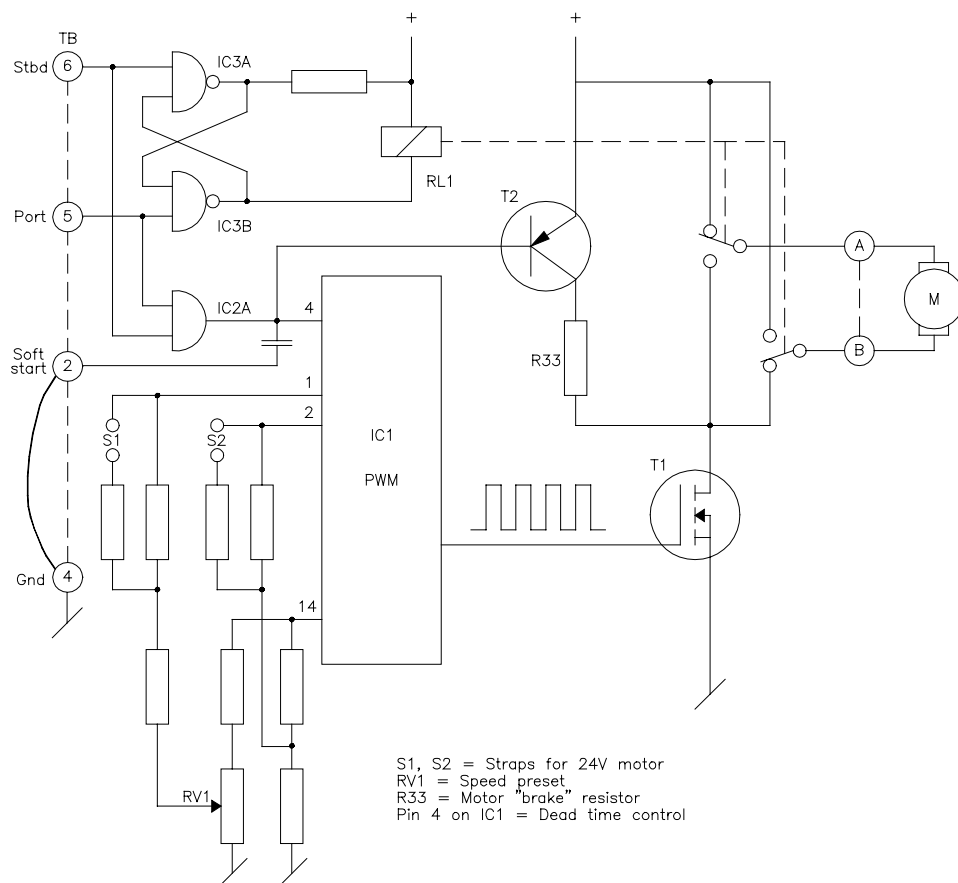 + +
TB
Stbd 6 IC3A
RL1
T2
Port 5 IC3B
A
IC2A 4
M
Soft
start 2
R33 B
1
2
S1 S2 IC1
PWM
T1
Gnd 4
14
RV1
S1, S2 = Straps for 24V motor
RV1 = Speed preset
R33 = Motor "brake" resistor
Pin 4 on IC1 = Dead time control